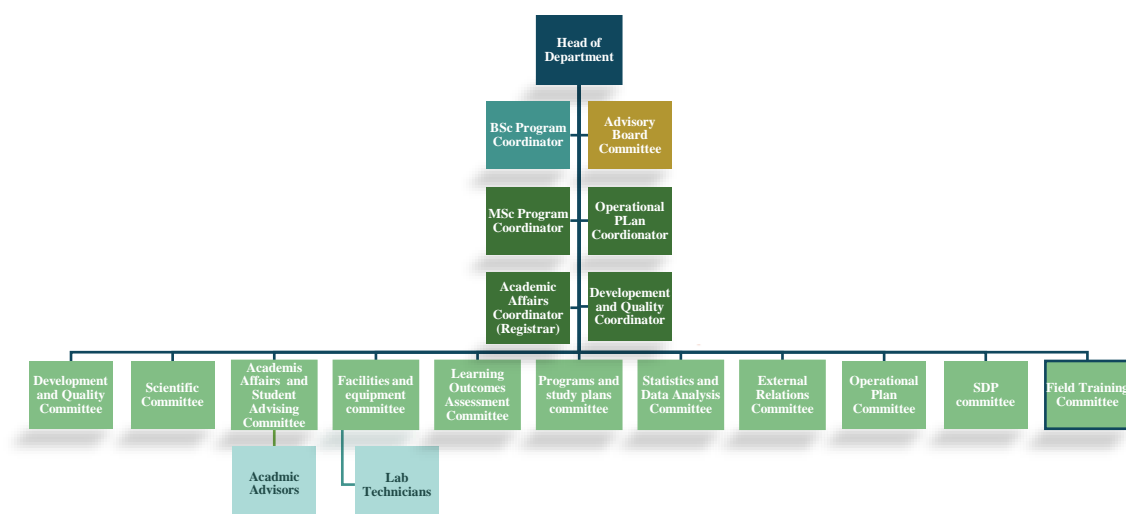 Head of
Department
BSc Program
Coordinator
Advisory
Board
Committee
MSc Program
Coordinator
Operational
PLan
Coordionator
Academic
Affairs
Coordinator
(Registrar)
Developement
and Quality
Coordinator
Development
and Quality
Committee
Scientific
Committee
Academis
Affairs and
Student
Advising
Committee
Facilities and
equipment
committee
Learning
Outcomes
Assessment
Committee
Programs and
study plans
committee
Statistics and
Data Analysis
Committee
External
Relations
Committee
Operational
Plan
Committee
SDP
committee
Field Training
Committee
Acadmic
Advisors
Lab
Technicians